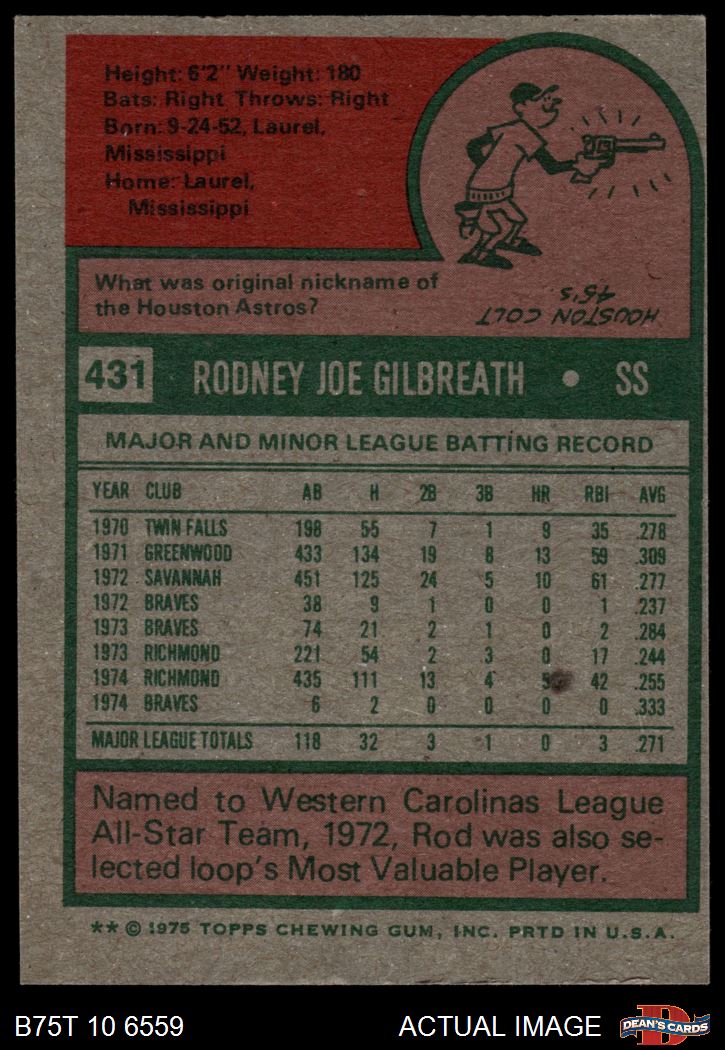 Height: 6'2" Weight: 180
Bats: Right Throws: Right
Born: 9-24-52, Laurel,
Mississippi
Home: Laurel,
Mississippi
What was original nickname of
the Houston Astros?
HOUSTON COLT
45's.
431 RODNEY JOE GILBREATH • SS
MAJOR AND MINOR LEAGUE BATTING RECORD
YEAR CLUB AB H 2B 3B HR RBI AVG
1970 TWIN FALLS 198 55 7 1 9 35 .278
1971 GREENWOOD 433 134 19 8 13 59 .309
1972 SAVANNAH 451 125 24 5 10 61 .277
1972 BRAVES 38 9 1 0 0 1 .237
1973 BRAVES 74 21 2 1 0 2 .284
1973 RICHMOND 221 54 2 3 0 17 .244
1974 RICHMOND 435 111 13 4 5 42 .255
1974 BRAVES 6 2 0 0 0 0 .333
MAJOR LEAGUE TOTALS 118 32 3 1 0 3 .271
Named to Western Carolinas League
All-Star Team, 1972, Rod was also se-
lected loop's Most Valuable Player.
** © 1975 TOPPS CHEWING GUM, INC. PRTD IN U.S.A.
B75T 10 6559 ACTUAL IMAGE DEAN'S CARDS